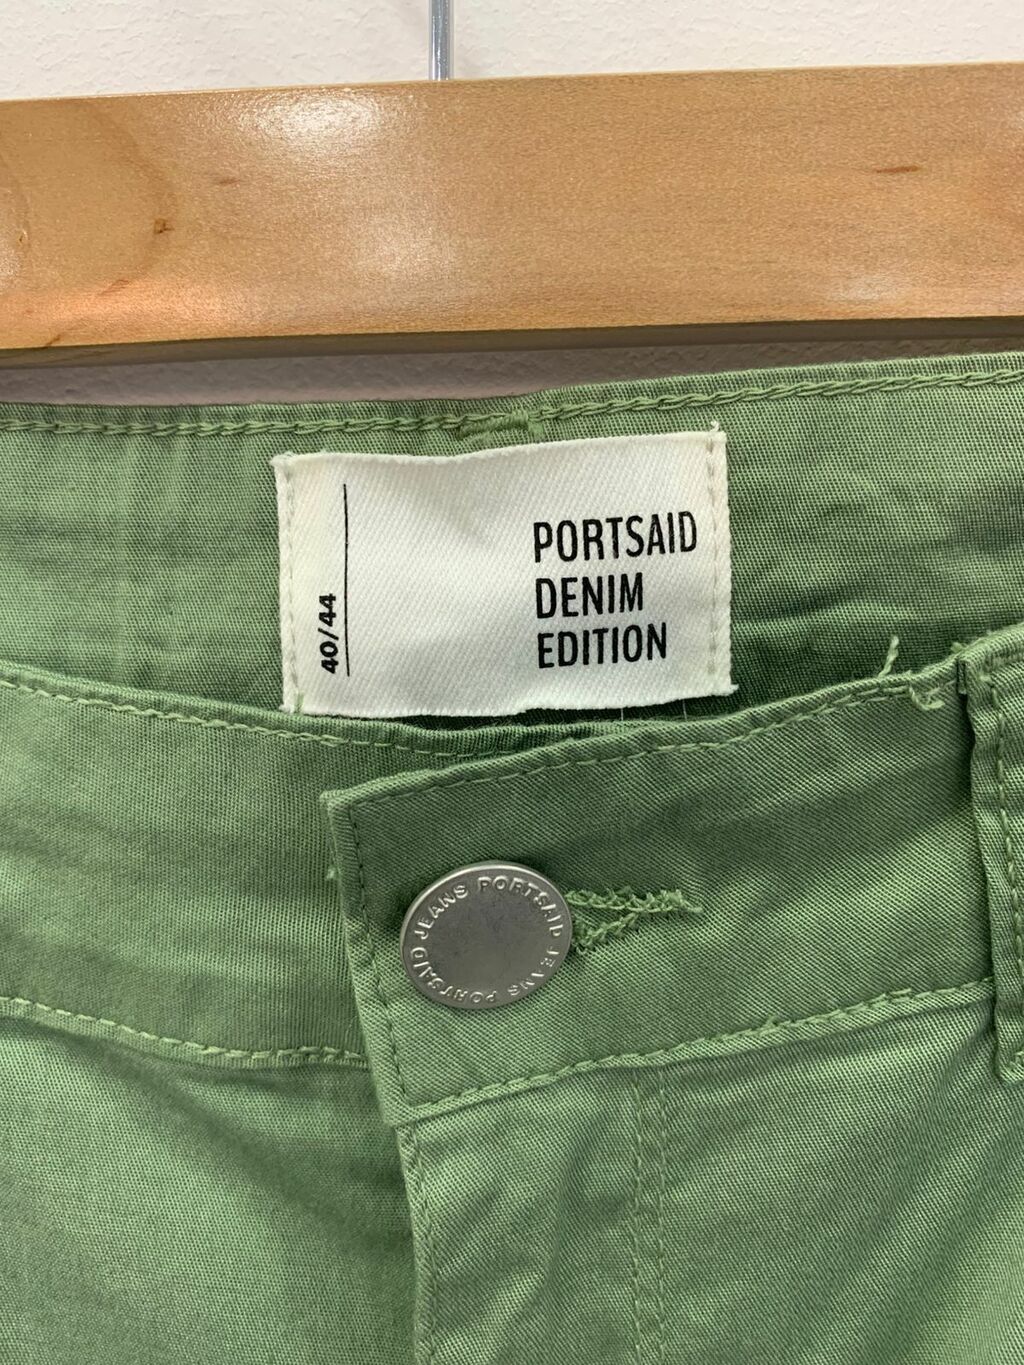 PORTSAID
DENIM
EDITION
40/44
PORTSAID JEANS PORTSAID JEANS